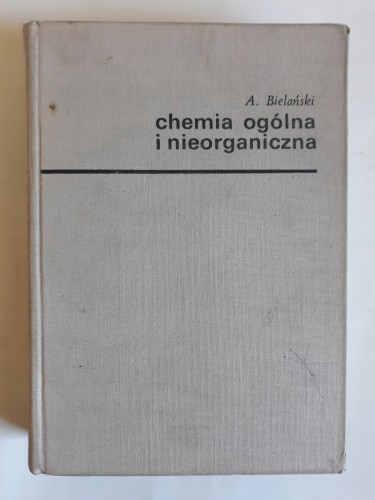 A. Bielański
chemia ogólna
i nieorganiczna